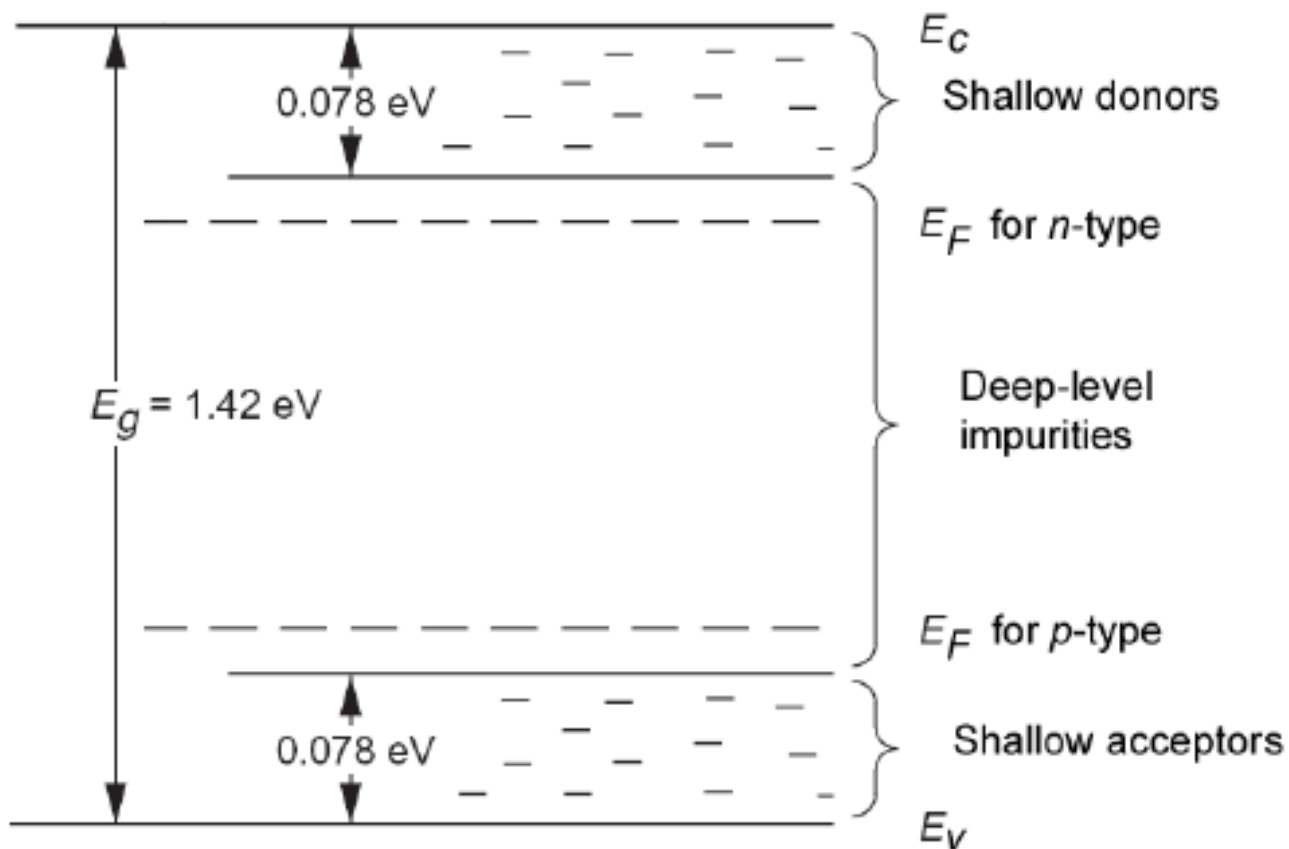 E_c
0.078 eV
Shallow donors
E_F for n-type
E_g = 1.42 eV
Deep-level
impurities
E_F for p-type
0.078 eV
Shallow acceptors
E_v